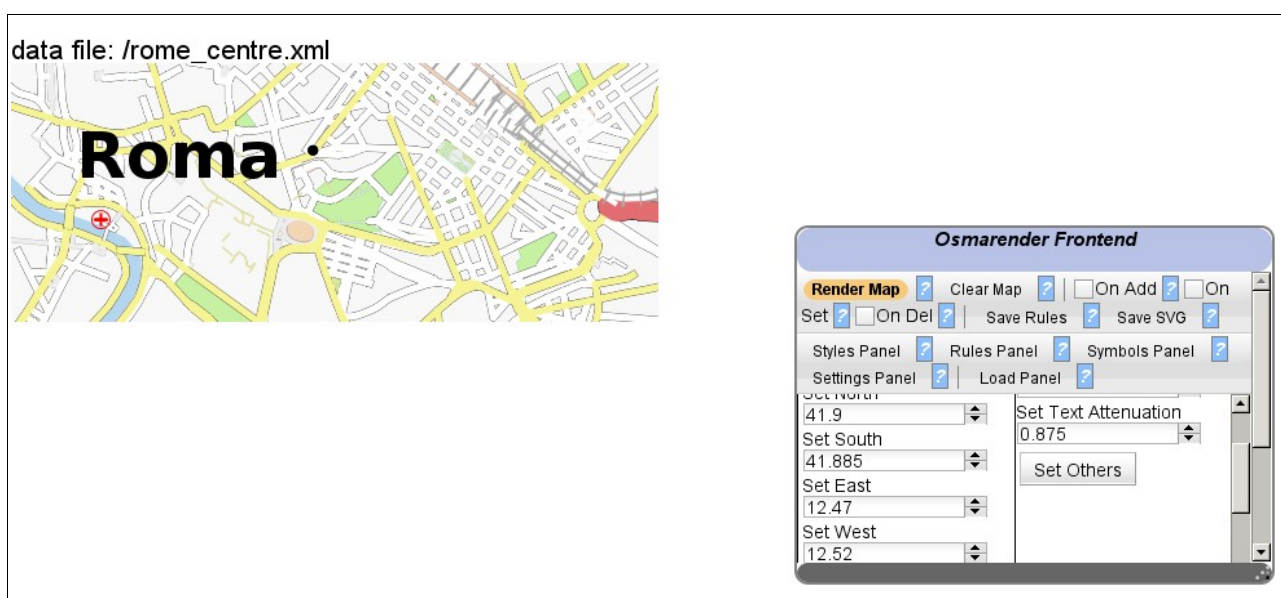 data file: /rome_centre.xml
Roma
Osmarender Frontend
Render Map ? Clear Map ? On Add ? On
Set ? On Del ? Save Rules ? Save SVG ?
Styles Panel ? Rules Panel ? Symbols Panel ?
Settings Panel ? Load Panel ?
Set North
41.9
Set South
41.885
Set East
12.47
Set West
12.52
Set Text Attenuation
0.875
Set Others